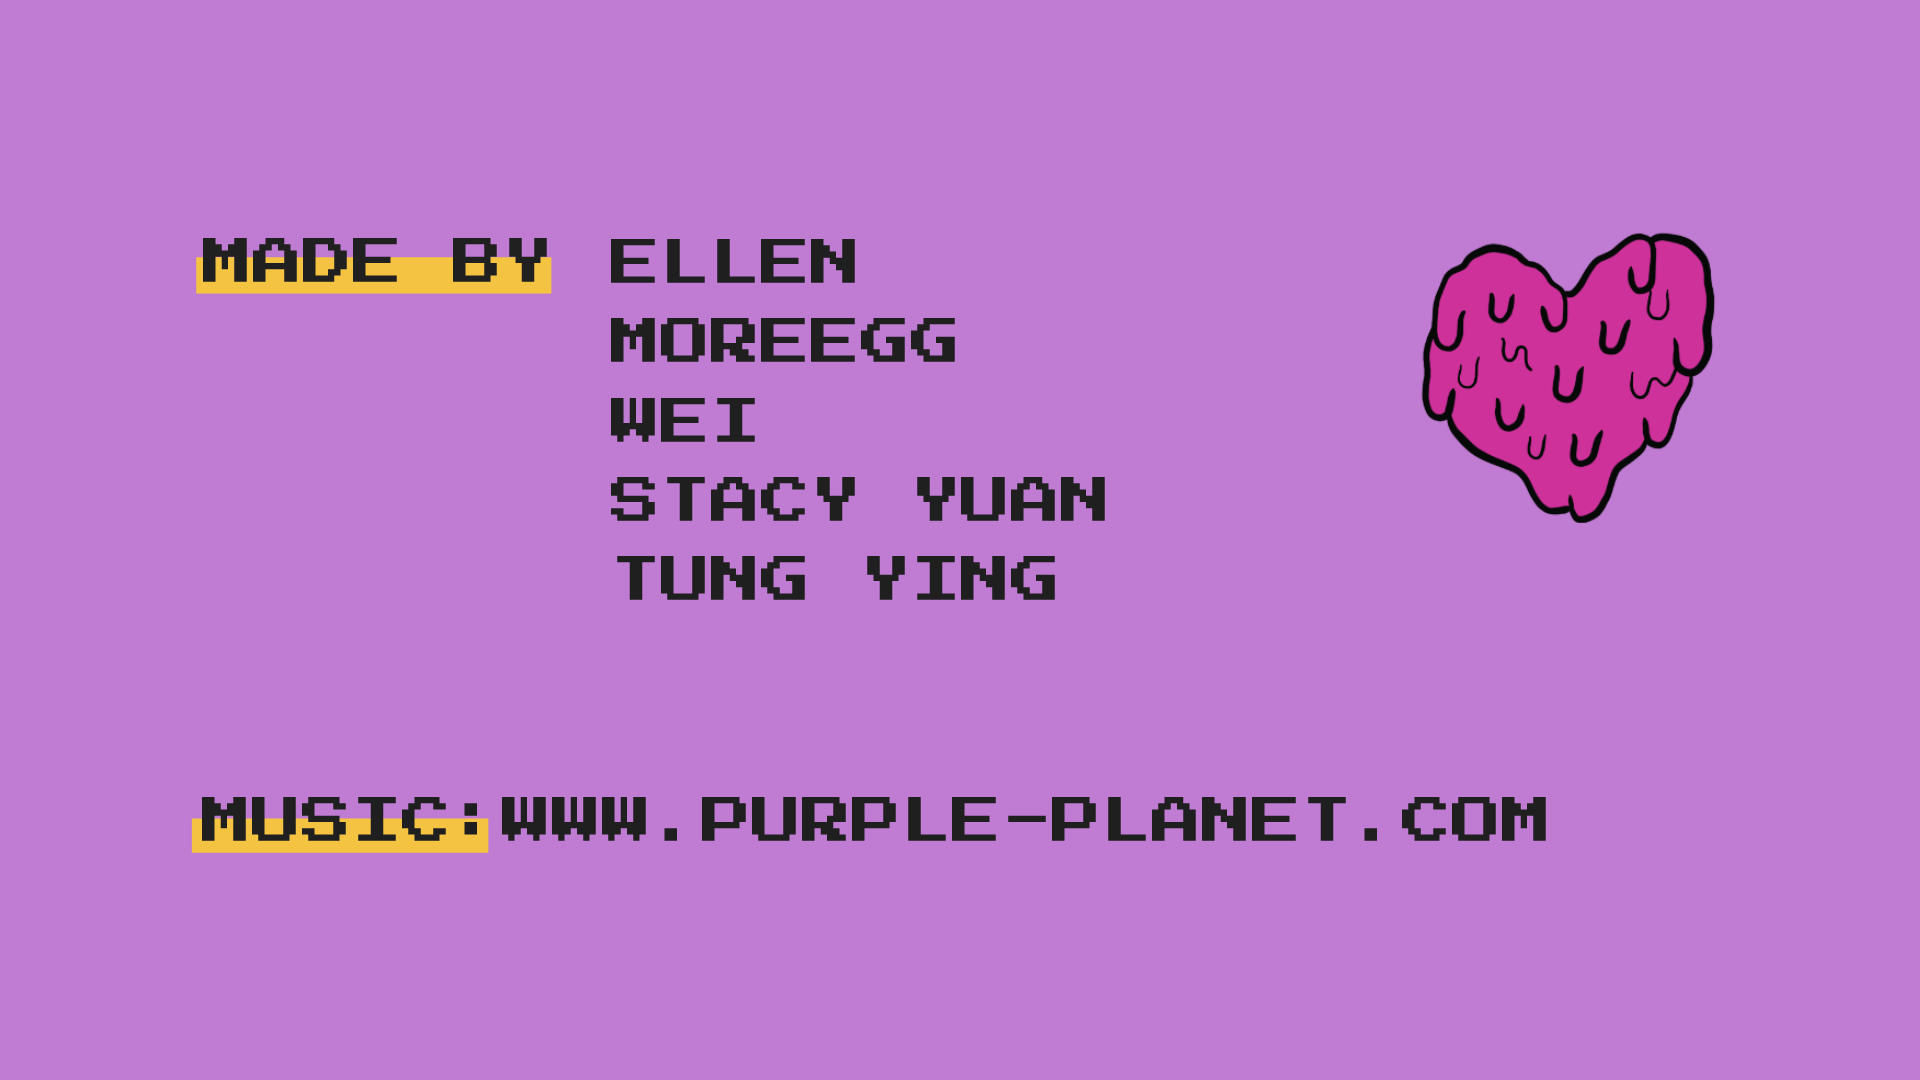 MADE BY ELLEN
MOREEGG
WEI
STACY YUAN
TUNG YING
MUSIC:WWW.PURPLE-PLANET.COM